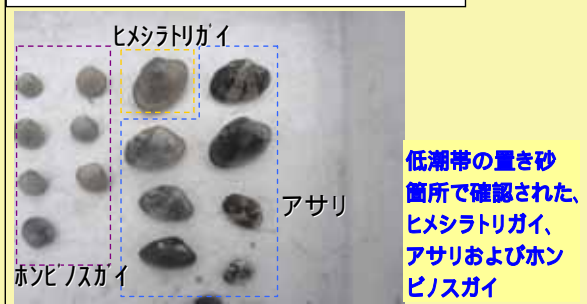 ヒメシラトリガイ
アサリ
ホンビノスガイ
低潮帯の置き砂
箇所で確認された、
ヒメシラトリガイ、
アサリおよびホン
ビノスガイ